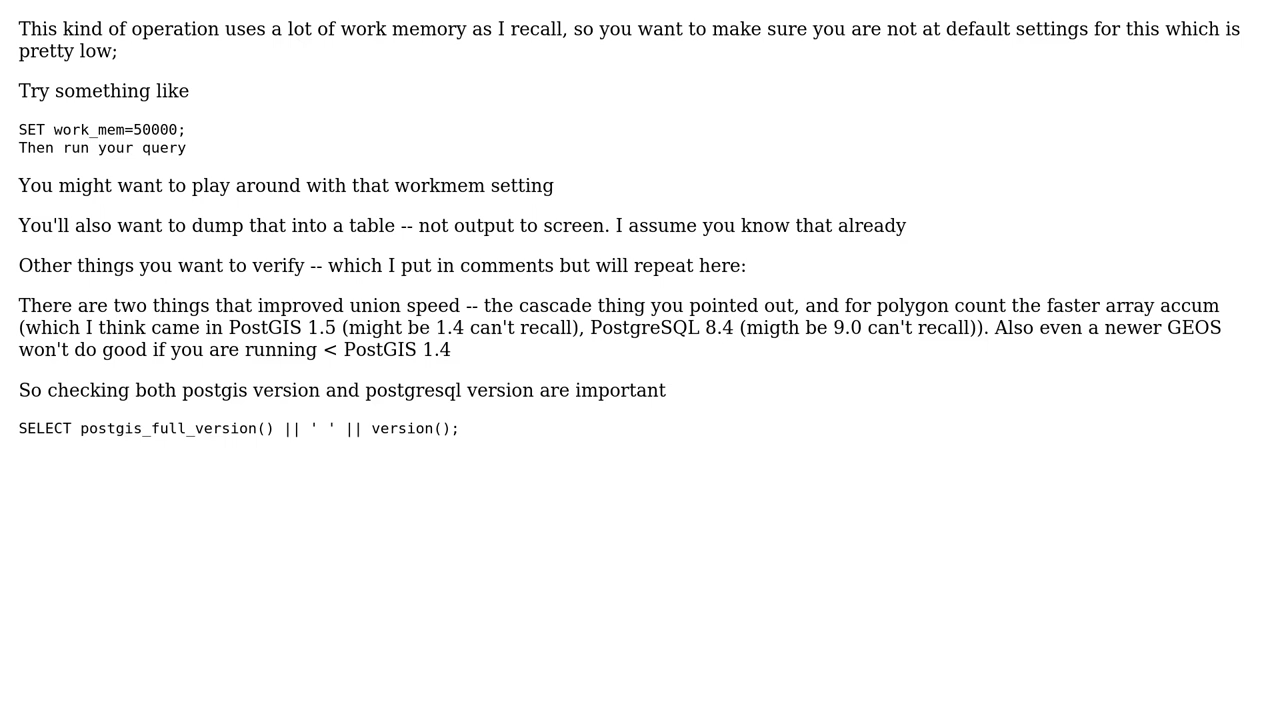 This kind of operation uses a lot of work memory as I recall, so you want to make sure you are not at default settings for this which is
pretty low;
Try something like
SET work_mem=50000;
Then run your query
You might want to play around with that workmem setting
You'll also want to dump that into a table -- not output to screen. I assume you know that already
Other things you want to verify -- which I put in comments but will repeat here:
There are two things that improved union speed -- the cascade thing you pointed out, and for polygon count the faster array accum
(which I think came in PostGIS 1.5 (might be 1.4 can't recall), PostgreSQL 8.4 (migth be 9.0 can't recall)). Also even a newer GEOS
won't do good if you are running < PostGIS 1.4
So checking both postgis version and postgresql version are important
SELECT postgis_full_version() || ' ' || version();